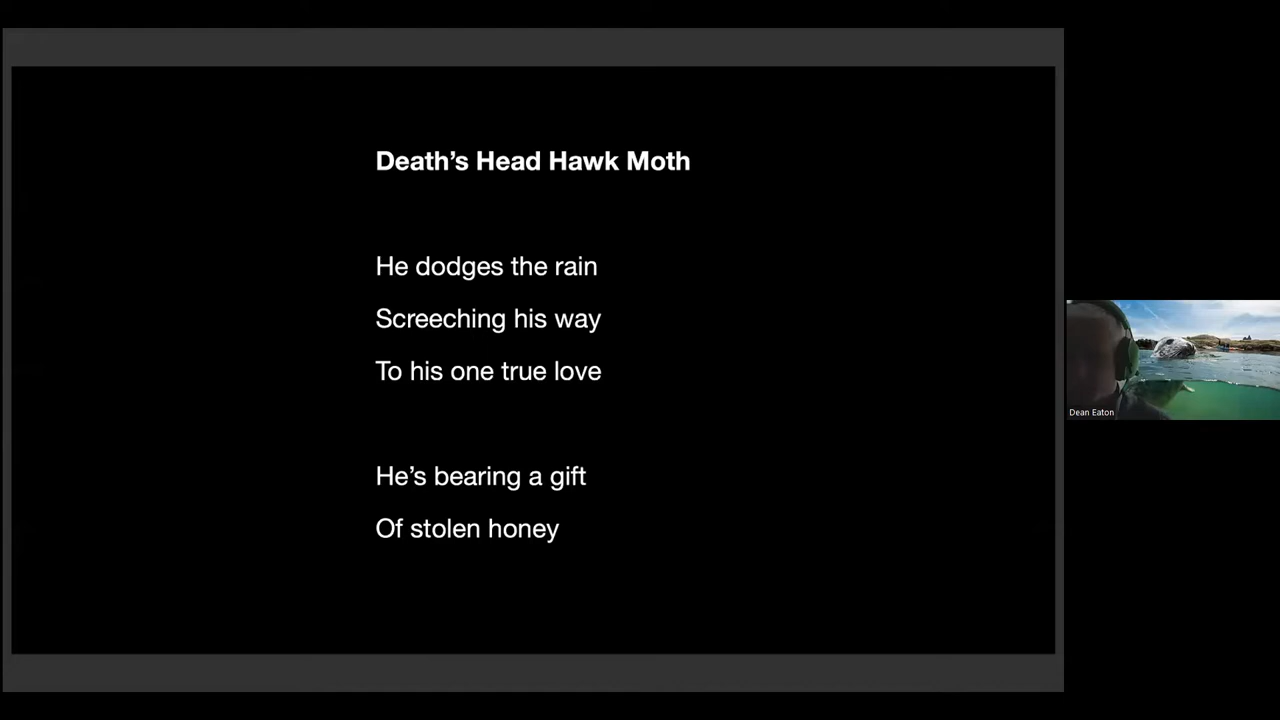 Death’s Head Hawk Moth
He dodges the rain
Screeching his way
To his one true love
He’s bearing a gift
Of stolen honey
Dean Eaton